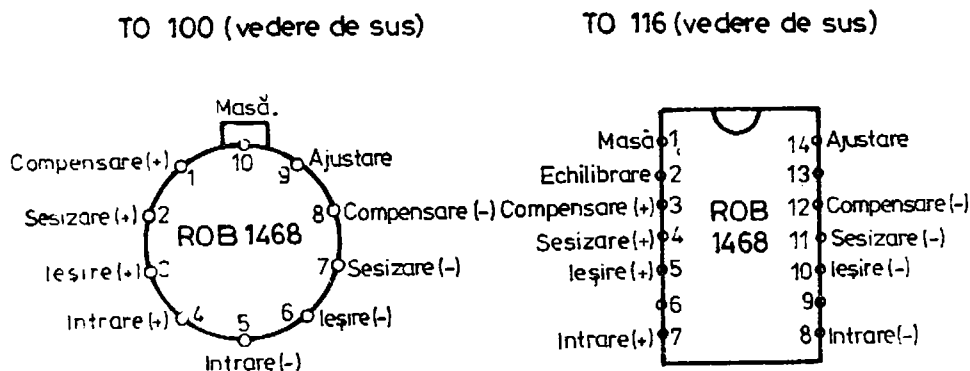 TO 100 (vedere de sus)
Masă.
10
Compensare (+)
1
9
Ajustare
Sesizare (+)
2
8
Compensare (-)
ROB 1468
Ieşire (+)
7
Sesizare (-)
Intrare (+)
4
5
6
Ieşire (-)
Intrare (-)
TO 116 (vedere de sus)
Masă 1
14 Ajustare
Echilibrare 2
13
Compensare (+) 3
12 Compensare (-)
ROB
1468
Sesizare (+) 4
11 Sesizare (-)
Ieşire (+) 5
10 Ieşire (-)
6
9
Intrare (+) 7
8 Intrare (-)